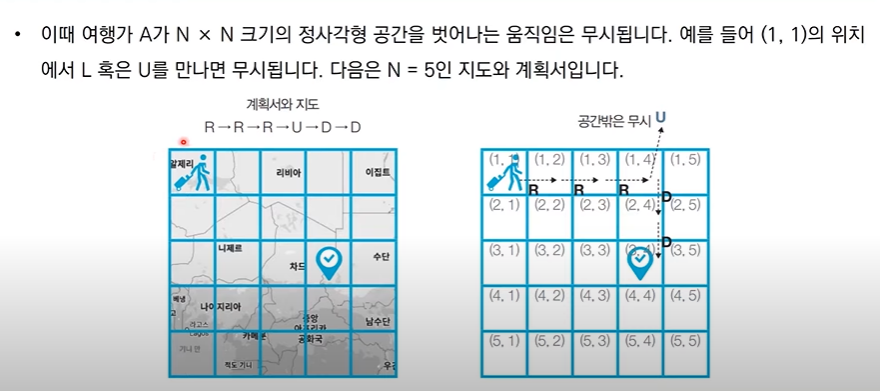 • 이때 여행가 A가 N × N 크기의 정사각형 공간을 벗어나는 움직임은 무시됩니다. 예를 들어 (1, 1)의 위치
에서 L 혹은 U를 만나면 무시됩니다. 다음은 N = 5인 지도와 계획서입니다.
계획서와 지도
R→R→R→U→D→D
알제리
리비아
이집트
니제르
차드
수단
베냉
나이지리아
라고스
Lagos
카메룬
중앙
아프리카
공화국
남수단
기니만
적도 기니
우간
공간밖은 무시 U
(1, 1) (1, 2) (1, 3) (1, 4) (1, 5)
R R R D
(2, 1) (2, 2) (2, 3) (2, 4) (2, 5)
D
(3, 1) (3, 2) (3, 3) (3, 4) (3, 5)
(4, 1) (4, 2) (4, 3) (4, 4) (4, 5)
(5, 1) (5, 2) (5, 3) (5, 4) (5, 5)